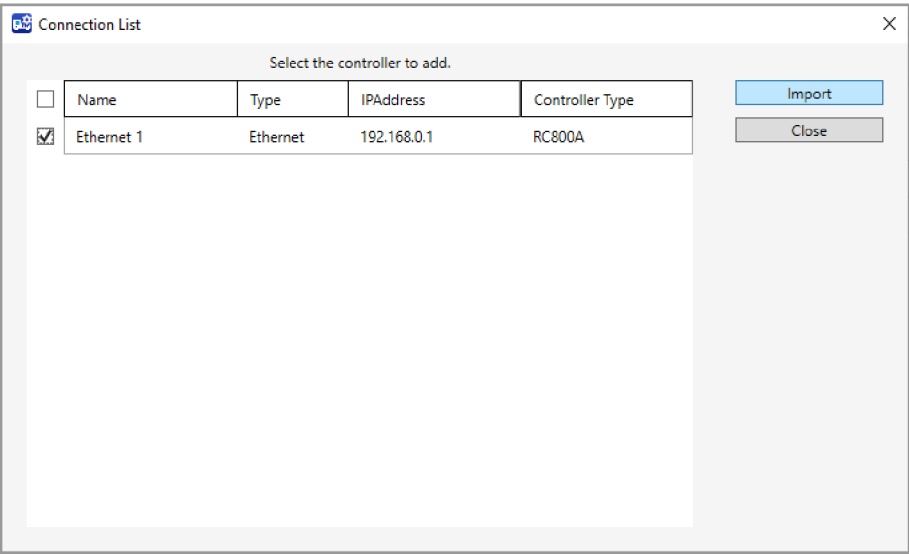 Connection List
Select the controller to add.
Name Type IPAddress Controller Type
Ethernet 1 Ethernet 192.168.0.1 RC800A
Import
Close